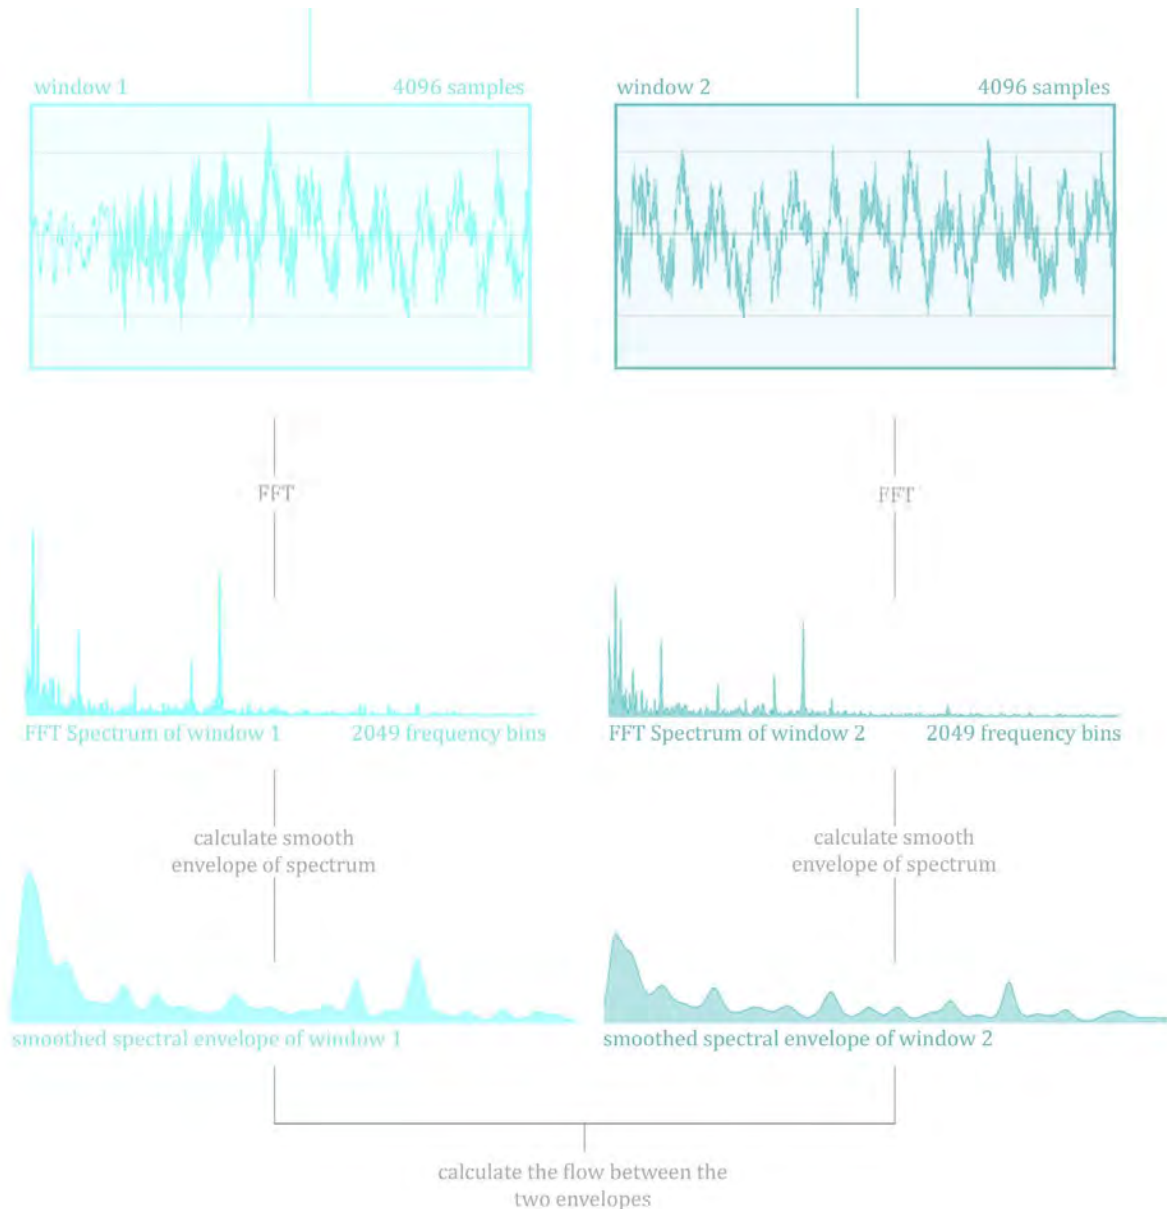 window 1 4096 samples
window 2 4096 samples
FFT
FFT
FFT Spectrum of window 1 2049 frequency bins
FFT Spectrum of window 2 2049 frequency bins
calculate smooth
envelope of spectrum
calculate smooth
envelope of spectrum
smoothed spectral envelope of window 1
smoothed spectral envelope of window 2
calculate the flow between the
two envelopes